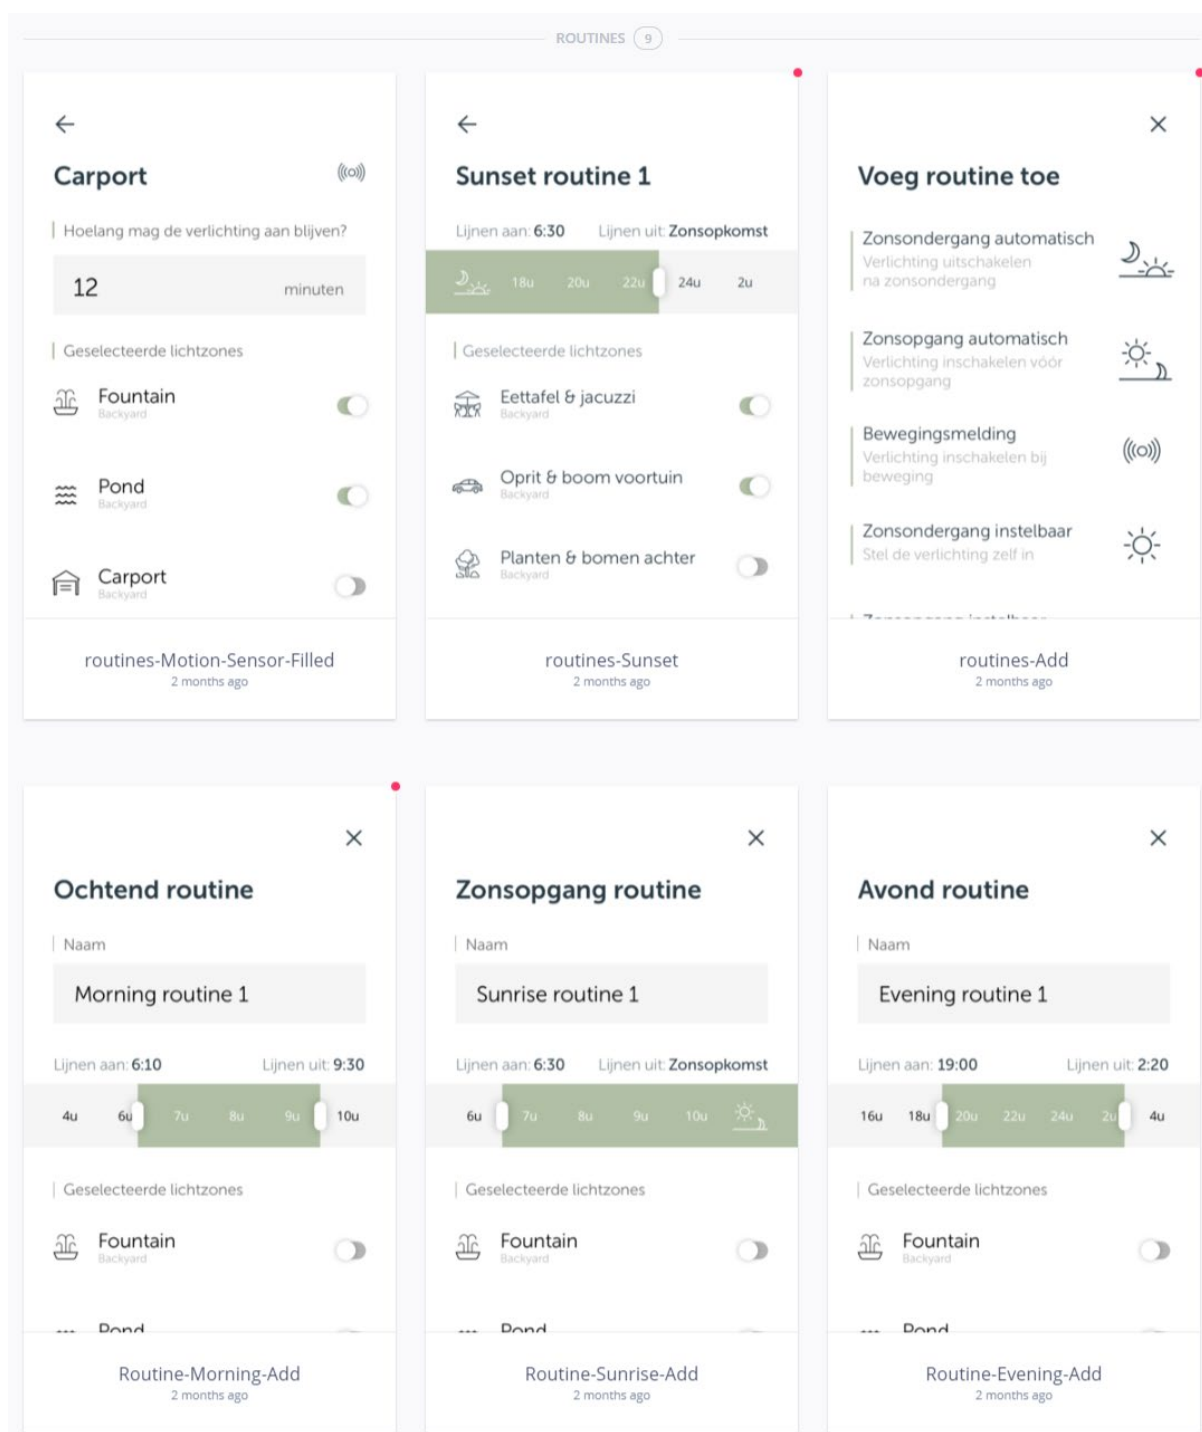 ROUTINES 9
Carport
Hoelang mag de verlichting aan blijven?
12 minuten
Geselecteerde lichtzones
Fountain
Backyard
Pond
Backyard
Carport
Backyard
routines-Motion-Sensor-Filled
2 months ago
Sunset routine 1
Lijnen aan: 6:30 Lijnen uit: Zonsopkomst
18u 20u 22u 24u 2u
Geselecteerde lichtzones
Eettafel & jacuzzi
Backyard
Oprit & boom voortuin
Backyard
Planten & bomen achter
Backyard
routines-Sunset
2 months ago
Voeg routine toe
Zonsondergang automatisch
Verlichting uitschakelen
na zonsondergang
Zonsopgang automatisch
Verlichting inschakelen vóór
zonsopgang
Bewegingsmelding
Verlichting inschakelen bij
beweging
Zonsondergang instelbaar
Stel de verlichting zelf in
Zonsopgang instelbaar
routines-Add
2 months ago
Ochtend routine
Naam
Morning routine 1
Lijnen aan: 6:10 Lijnen uit: 9:30
4u 6u 7u 8u 9u 10u
Geselecteerde lichtzones
Fountain
Backyard
Pond
Routine-Morning-Add
2 months ago
Zonsopgang routine
Naam
Sunrise routine 1
Lijnen aan: 6:30 Lijnen uit: Zonsopkomst
6u 7u 8u 9u 10u
Geselecteerde lichtzones
Fountain
Backyard
Pond
Routine-Sunrise-Add
2 months ago
Avond routine
Naam
Evening routine 1
Lijnen aan: 19:00 Lijnen uit: 2:20
16u 18u 20u 22u 24u 2u 4u
Geselecteerde lichtzones
Fountain
Backyard
Pond
Routine-Evening-Add
2 months ago